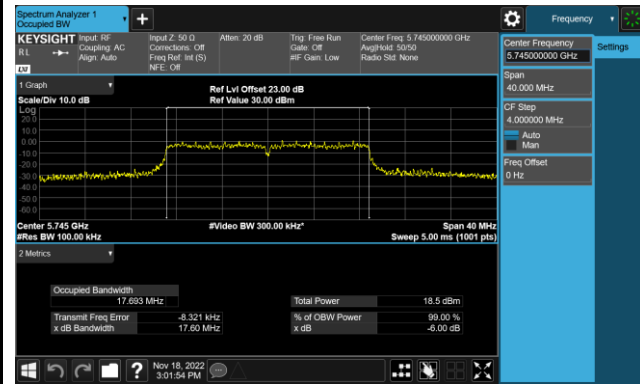 Spectrum Analyzer 1
Occupied BW
+
Frequency
KEYSIGHT
RL
Input: RF
Coupling: AC
Align: Auto
Input Z: 50 Ω
Corrections: Off
Freq Ref: Int (S)
NFE: Off
Atten: 20 dB
Trig: Free Run
Gate: Off
#IF Gain: Low
Center Freq: 5.745000000 GHz
Avg|Hold: 50/50
Radio Std: None
Center Frequency
5.745000000 GHz
Settings
Span
40.000 MHz
CF Step
4.000000 MHz
Auto
Man
Freq Offset
0 Hz
1 Graph
Scale/Div 10.0 dB
Ref Lvl Offset 23.00 dB
Ref Value 30.00 dBm
Log
20.0
10.0
0.00
-10.0
-20.0
-30.0
-40.0
-50.0
-60.0
Center 5.745 GHz
#Res BW 100.00 kHz
#Video BW 300.00 kHz*
Span 40 MHz
Sweep 5.00 ms (1001 pts)
2 Metrics
Occupied Bandwidth
17.693 MHz
Total Power
18.5 dBm
Transmit Freq Error
-8.321 kHz
% of OBW Power
99.00 %
x dB Bandwidth
17.60 MHz
x dB
-6.00 dB
?
Nov 18, 2022
3:01:54 PM